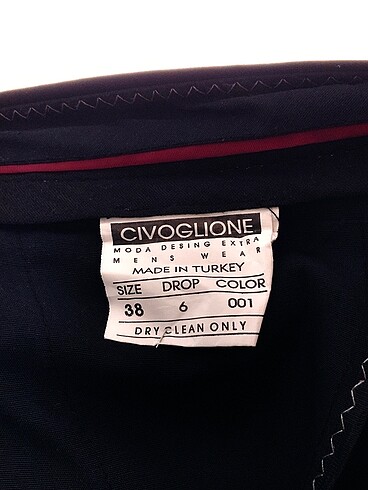 CIVOGLIONE
MODA DESING EXTRA
MENS WEAR
MADE IN TURKEY
SIZE DROP COLOR
38 6 001
DRY CLEAN ONLY